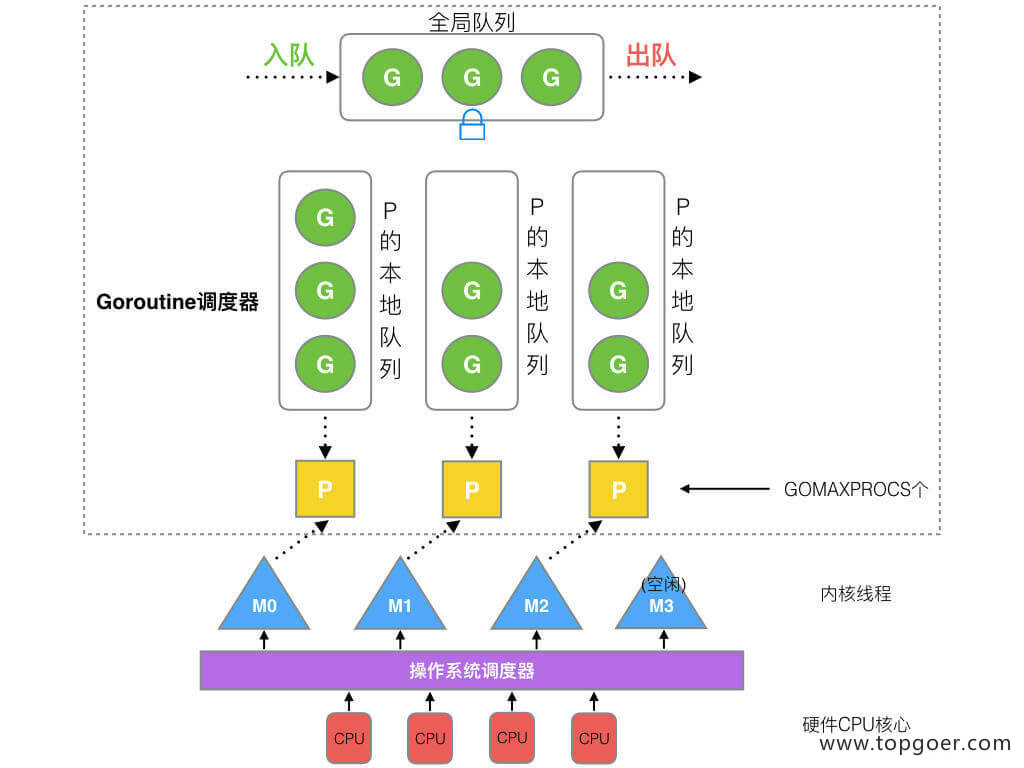 全局队列
入队
出队
G
G
G
G
G
G
G
G
G
G
P的本地队列
P的本地队列
P的本地队列
Goroutine调度器
P
P
P
GOMAXPROCS个
(空闲)
M0
M1
M2
M3
内核线程
操作系统调度器
CPU
CPU
CPU
CPU
硬件CPU核心
www.topgoer.com